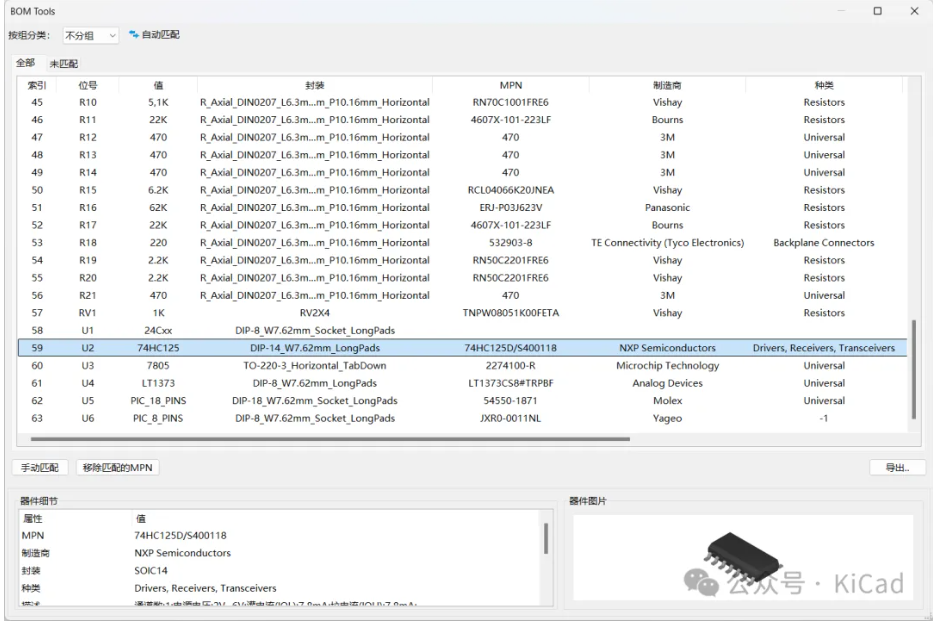 BOM Tools
按组分类： 不分组 自动匹配
全部 未匹配
索引 位号 值 封装 MPN 制造商 种类
45 R10 5,1K R_Axial_DIN0207_L6.3m...m_P10.16mm_Horizontal RN70C1001FRE6 Vishay Resistors
46 R11 22K R_Axial_DIN0207_L6.3m...m_P10.16mm_Horizontal 4607X-101-223LF Bourns Resistors
47 R12 470 R_Axial_DIN0207_L6.3m...m_P10.16mm_Horizontal 470 3M Universal
48 R13 470 R_Axial_DIN0207_L6.3m...m_P10.16mm_Horizontal 470 3M Universal
49 R14 470 R_Axial_DIN0207_L6.3m...m_P10.16mm_Horizontal 470 3M Universal
50 R15 6.2K R_Axial_DIN0207_L6.3m...m_P10.16mm_Horizontal RCL04066K20JNEA Vishay Resistors
51 R16 62K R_Axial_DIN0207_L6.3m...m_P10.16mm_Horizontal ERJ-P03J623V Panasonic Resistors
52 R17 22K R_Axial_DIN0207_L6.3m...m_P10.16mm_Horizontal 4607X-101-223LF Bourns Resistors
53 R18 220 R_Axial_DIN0207_L6.3m...m_P10.16mm_Horizontal 532903-8 TE Connectivity (Tyco Electronics) Backplane Connectors
54 R19 2.2K R_Axial_DIN0207_L6.3m...m_P10.16mm_Horizontal RN50C2201FRE6 Vishay Resistors
55 R20 2.2K R_Axial_DIN0207_L6.3m...m_P10.16mm_Horizontal RN50C2201FRE6 Vishay Resistors
56 R21 470 R_Axial_DIN0207_L6.3m...m_P10.16mm_Horizontal 470 3M Universal
57 RV1 1K RV2X4 TNPW08051K00FETA Vishay Resistors
58 U1 24Cxx DIP-8_W7.62mm_Socket_LongPads
59 U2 74HC125 DIP-14_W7.62mm_LongPads 74HC125D/S400118 NXP Semiconductors Drivers, Receivers, Transceivers
60 U3 7805 TO-220-3_Horizontal_TabDown 2274100-R Microchip Technology Universal
61 U4 LT1373 DIP-8_W7.62mm_LongPads LT1373CS8#TRPBF Analog Devices Universal
62 U5 PIC_18_PINS DIP-18_W7.62mm_Socket_LongPads 54550-1871 Molex Universal
63 U6 PIC_8_PINS DIP-8_W7.62mm_Socket_LongPads JXR0-0011NL Yageo -1
手动匹配 移除匹配的MPN 导出..
器件细节 器件图片
属性 值
MPN 74HC125D/S400118
制造商 NXP Semiconductors
封装 SOIC14
种类 Drivers, Receivers, Transceivers
公众号 · KiCad